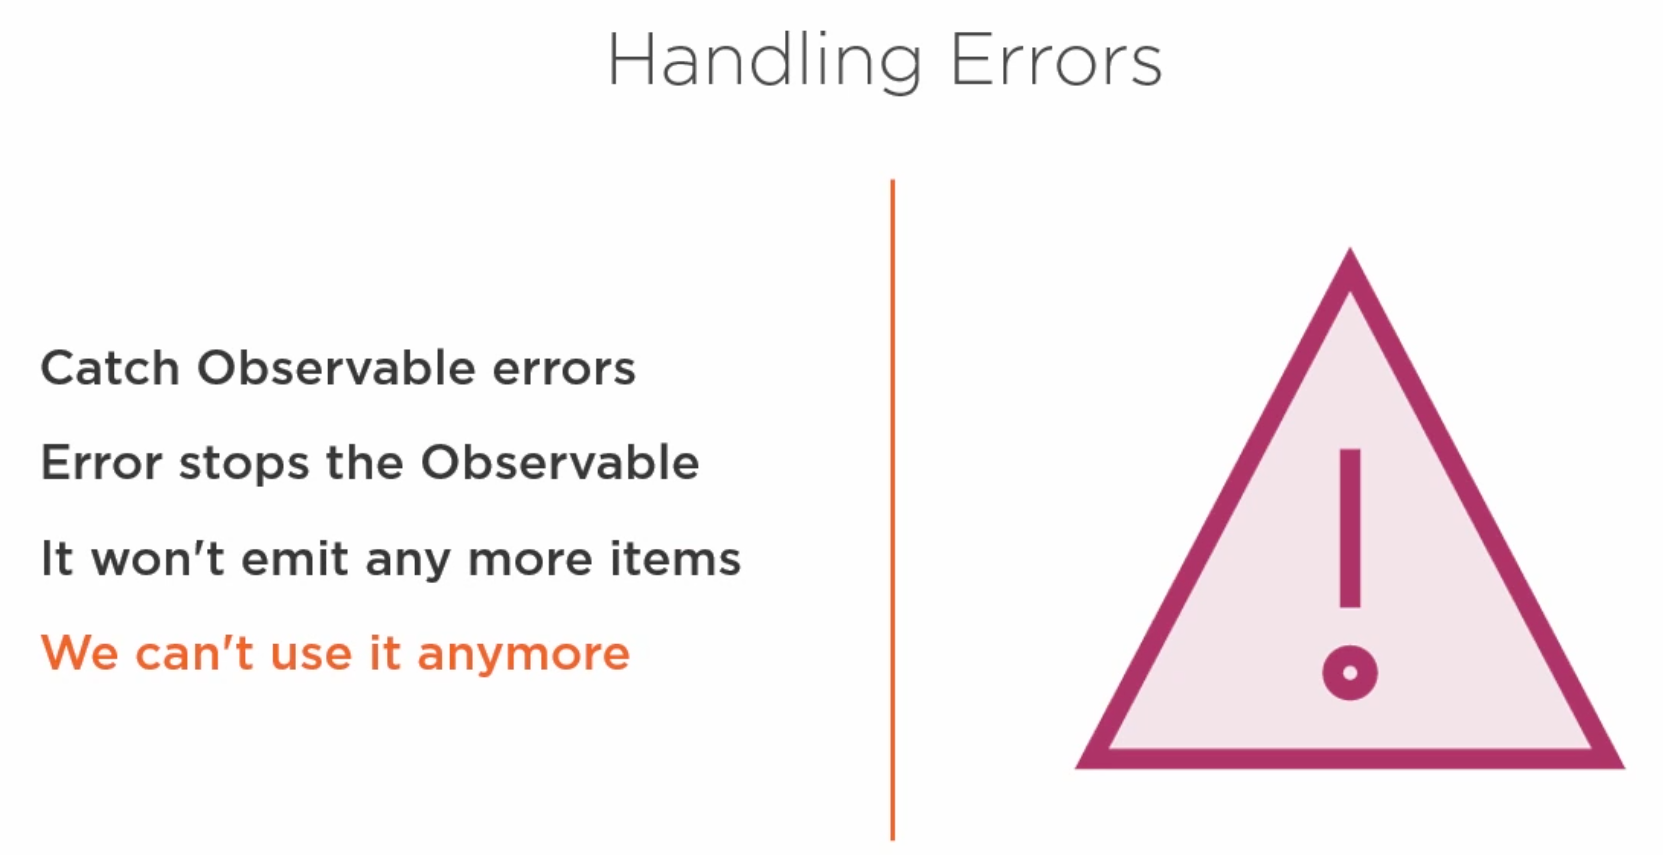 Handling Errors
Catch Observable errors
Error stops the Observable
It won't emit any more items
We can't use it anymore